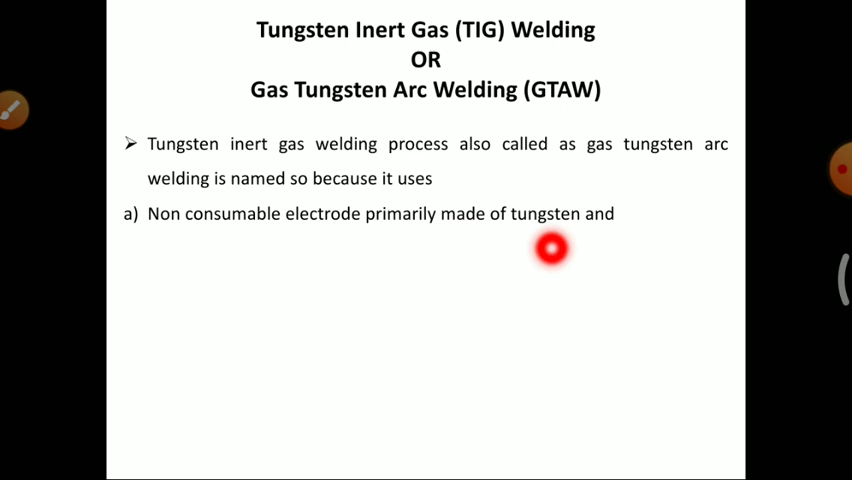 Tungsten Inert Gas (TIG) Welding
OR
Gas Tungsten Arc Welding (GTAW)
➢ Tungsten inert gas welding process also called as gas tungsten arc
welding is named so because it uses
a) Non consumable electrode primarily made of tungsten and